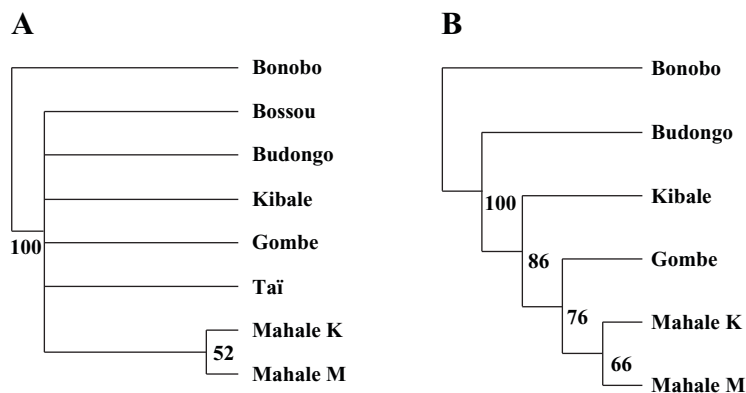 A
Bonobo
Bossou
Budongo
Kibale
Gombe
Taï
Mahale K
Mahale M
100
52
B
Bonobo
Budongo
Kibale
Gombe
Mahale K
Mahale M
100
86
76
66